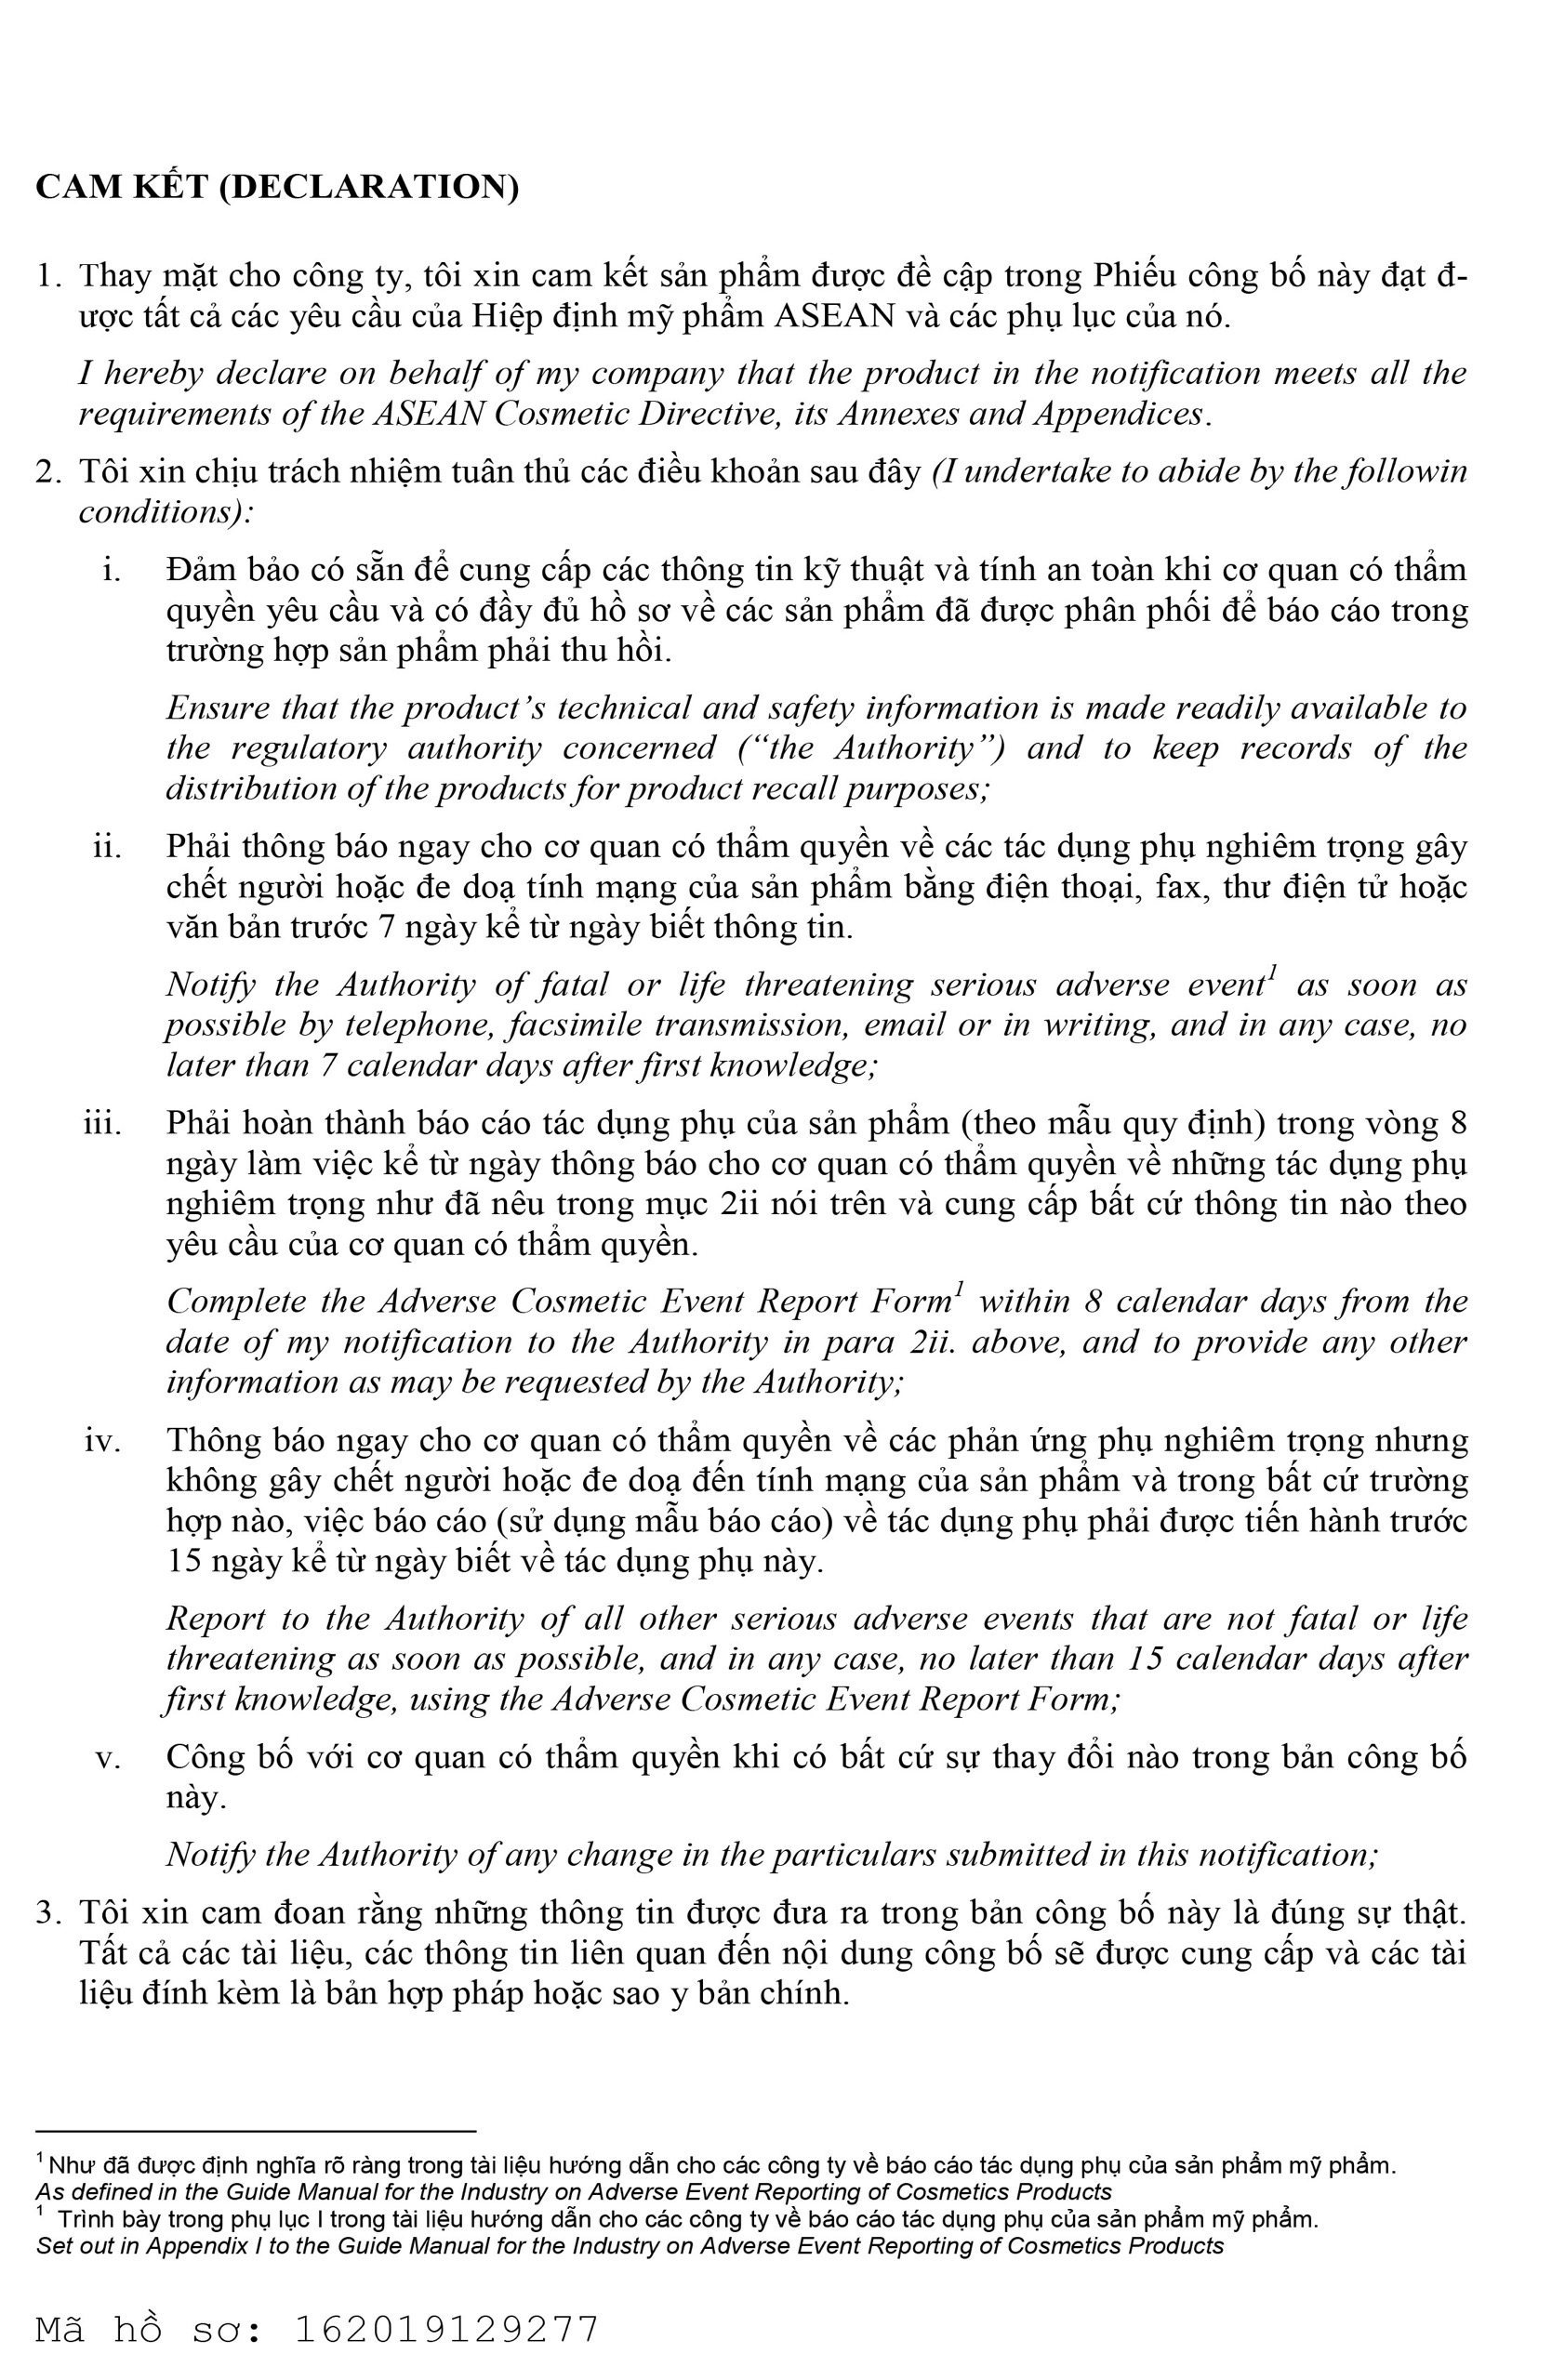 CAM KẾT (DECLARATION)
1. Thay mặt cho công ty, tôi xin cam kết sản phẩm được đề cập trong Phiếu công bố này đạt đ-
ược tất cả các yêu cầu của Hiệp định mỹ phẩm ASEAN và các phụ lục của nó.
I hereby declare on behalf of my company that the product in the notification meets all the
requirements of the ASEAN Cosmetic Directive, its Annexes and Appendices.
2. Tôi xin chịu trách nhiệm tuân thủ các điều khoản sau đây (I undertake to abide by the followin
conditions):
i. Đảm bảo có sẵn để cung cấp các thông tin kỹ thuật và tính an toàn khi cơ quan có thẩm
quyền yêu cầu và có đầy đủ hồ sơ về các sản phẩm đã được phân phối để báo cáo trong
trường hợp sản phẩm phải thu hồi.
Ensure that the product’s technical and safety information is made readily available to
the regulatory authority concerned (“the Authority”) and to keep records of the
distribution of the products for product recall purposes;
ii. Phải thông báo ngay cho cơ quan có thẩm quyền về các tác dụng phụ nghiêm trọng gây
chết người hoặc đe doạ tính mạng của sản phẩm bằng điện thoại, fax, thư điện tử hoặc
văn bản trước 7 ngày kể từ ngày biết thông tin.
Notify the Authority of fatal or life threatening serious adverse event¹ as soon as
possible by telephone, facsimile transmission, email or in writing, and in any case, no
later than 7 calendar days after first knowledge;
iii. Phải hoàn thành báo cáo tác dụng phụ của sản phẩm (theo mẫu quy định) trong vòng 8
ngày làm việc kể từ ngày thông báo cho cơ quan có thẩm quyền về những tác dụng phụ
nghiêm trọng như đã nêu trong mục 2ii nói trên và cung cấp bất cứ thông tin nào theo
yêu cầu của cơ quan có thẩm quyền.
Complete the Adverse Cosmetic Event Report Form¹ within 8 calendar days from the
date of my notification to the Authority in para 2ii. above, and to provide any other
information as may be requested by the Authority;
iv. Thông báo ngay cho cơ quan có thẩm quyền về các phản ứng phụ nghiêm trọng nhưng
không gây chết người hoặc đe doạ đến tính mạng của sản phẩm và trong bất cứ trường
hợp nào, việc báo cáo (sử dụng mẫu báo cáo) về tác dụng phụ phải được tiến hành trước
15 ngày kể từ ngày biết về tác dụng phụ này.
Report to the Authority of all other serious adverse events that are not fatal or life
threatening as soon as possible, and in any case, no later than 15 calendar days after
first knowledge, using the Adverse Cosmetic Event Report Form;
v. Công bố với cơ quan có thẩm quyền khi có bất cứ sự thay đổi nào trong bản công bố
này.
Notify the Authority of any change in the particulars submitted in this notification;
3. Tôi xin cam đoan rằng những thông tin được đưa ra trong bản công bố này là đúng sự thật.
Tất cả các tài liệu, các thông tin liên quan đến nội dung công bố sẽ được cung cấp và các tài
liệu đính kèm là bản hợp pháp hoặc sao y bản chính.
¹ Như đã được định nghĩa rõ ràng trong tài liệu hướng dẫn cho các công ty về báo cáo tác dụng phụ của sản phẩm mỹ phẩm.
As defined in the Guide Manual for the Industry on Adverse Event Reporting of Cosmetics Products
¹ Trình bày trong phụ lục I trong tài liệu hướng dẫn cho các công ty về báo cáo tác dụng phụ của sản phẩm mỹ phẩm.
Set out in Appendix I to the Guide Manual for the Industry on Adverse Event Reporting of Cosmetics Products
Mã hồ sơ: 162019129277